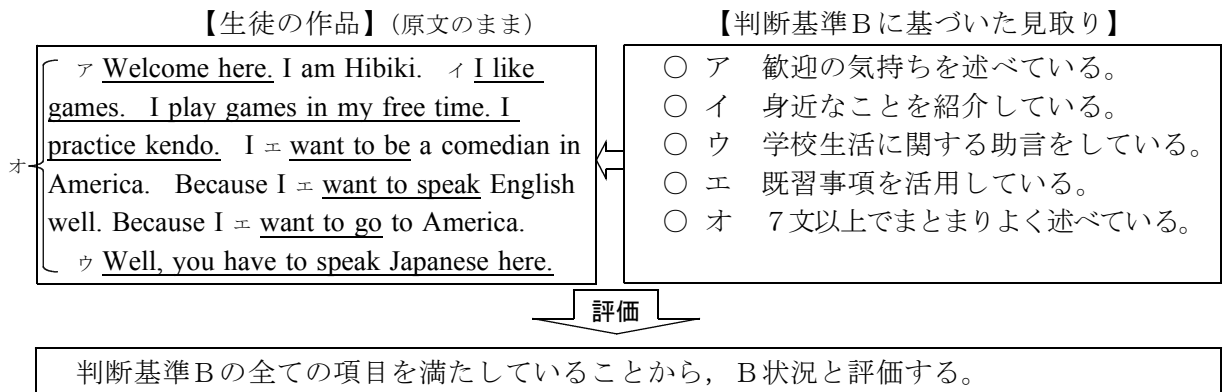 【生徒の作品】(原文のまま)
ア Welcome here. I am Hibiki. イ I like
games. I play games in my free time. I
practice kendo. I エ want to be a comedian in
America. Because I エ want to speak English
well. Because I エ want to go to America.
ウ Well, you have to speak Japanese here.
オ
【判断基準Bに基づいた見取り】
○ ア 歓迎の気持ちを述べている。
○ イ 身近なことを紹介している。
○ ウ 学校生活に関する助言をしている。
○ エ 既習事項を活用している。
○ オ 7文以上でまとまりよく述べている。
評価
判断基準Bの全ての項目を満たしていることから,B状況と評価する。